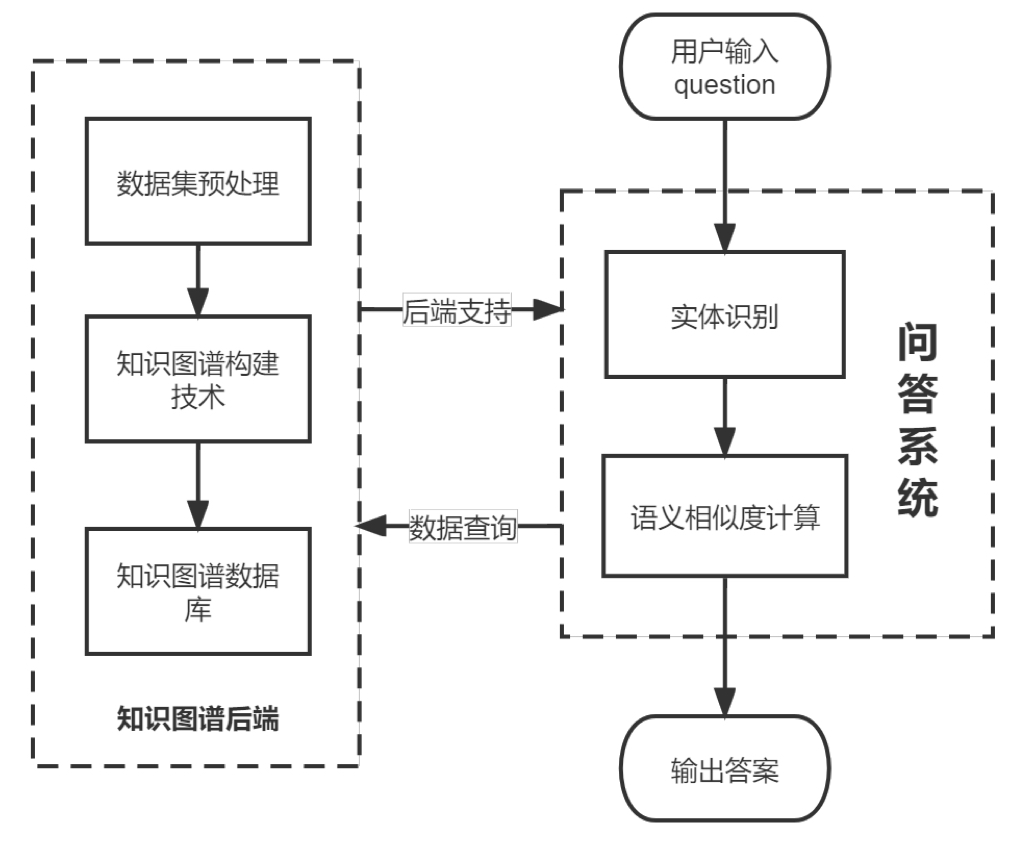 用户输入
question
数据集预处理
知识图谱构建
技术
知识图谱数据
库
知识图谱后端
后端支持
数据查询
实体识别
语义相似度计算
问
答
系
统
输出答案